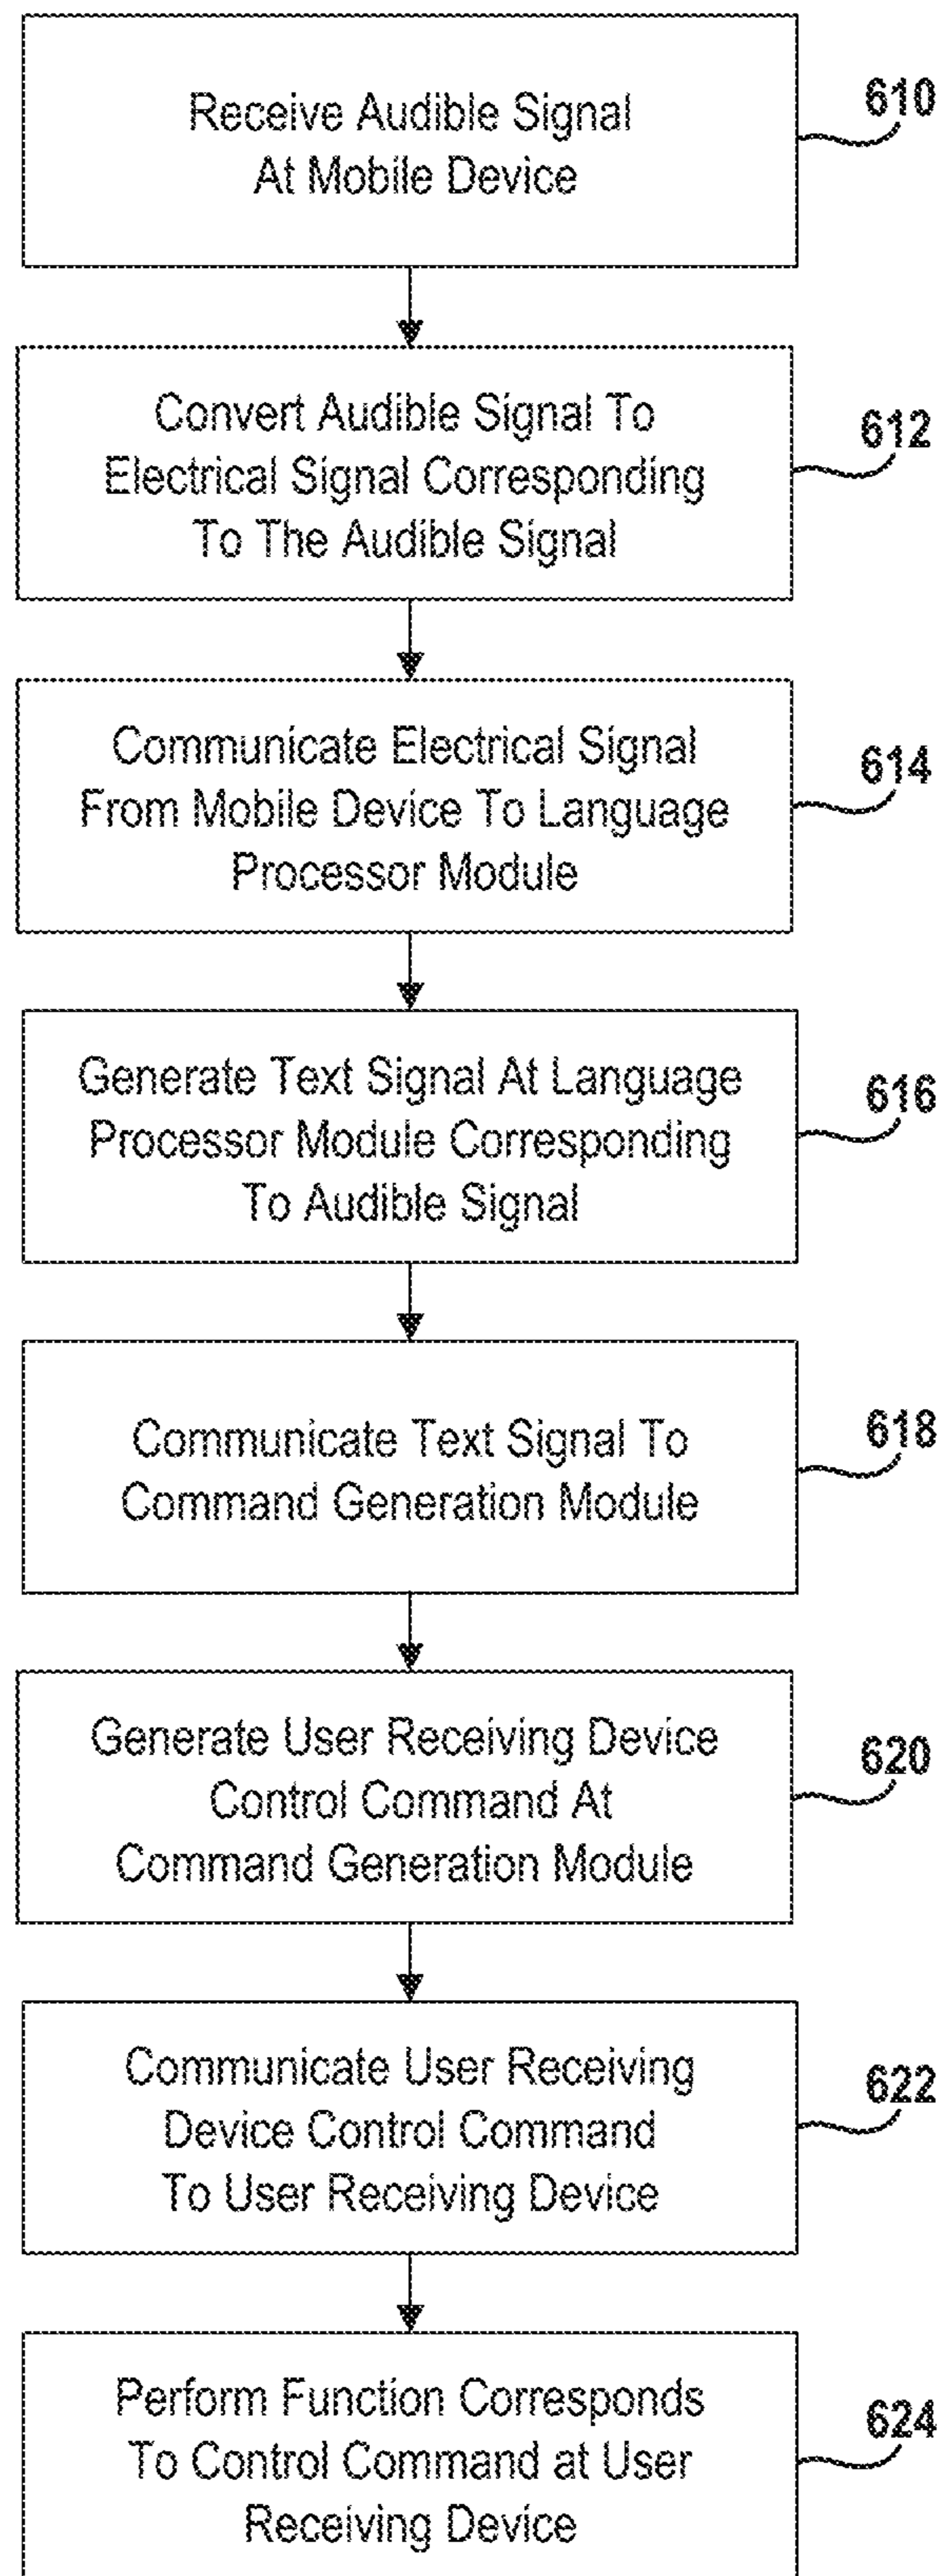 Receive Audible Signal
At Mobile Device
610
Convert Audible Signal To
Electrical Signal Corresponding
To The Audible Signal
612
Communicate Electrical Signal
From Mobile Device To Language
Processor Module
614
Generate Text Signal At Language
Processor Module Corresponding
To Audible Signal
616
Communicate Text Signal To
Command Generation Module
618
Generate User Receiving Device
Control Command At
Command Generation Module
620
Communicate User Receiving
Device Control Command
To User Receiving Device
622
Perform Function Corresponds
To Control Command at User
Receiving Device
624